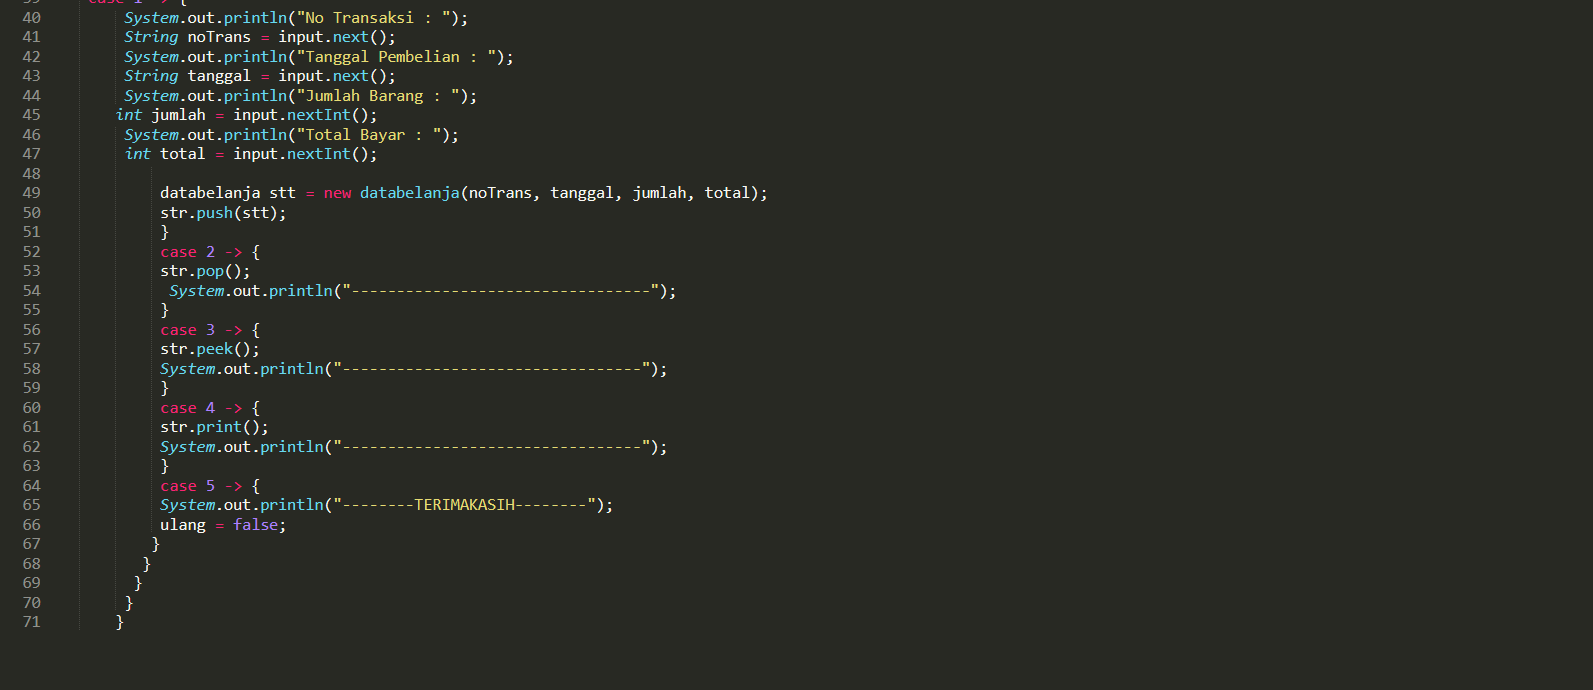 39 case 1 -> {
40 System.out.println("No Transaksi : ");
41 String noTrans = input.next();
42 System.out.println("Tanggal Pembelian : ");
43 String tanggal = input.next();
44 System.out.println("Jumlah Barang : ");
45 int jumlah = input.nextInt();
46 System.out.println("Total Bayar : ");
47 int total = input.nextInt();
48
49 databelanja stt = new databelanja(noTrans, tanggal, jumlah, total);
50 str.push(stt);
51 }
52 case 2 -> {
53 str.pop();
54 System.out.println("---------------------------------");
55 }
56 case 3 -> {
57 str.peek();
58 System.out.println("---------------------------------");
59 }
60 case 4 -> {
61 str.print();
62 System.out.println("---------------------------------");
63 }
64 case 5 -> {
65 System.out.println("--------TERIMAKASIH--------");
66 ulang = false;
67 }
68 }
69 }
70 }
71 }